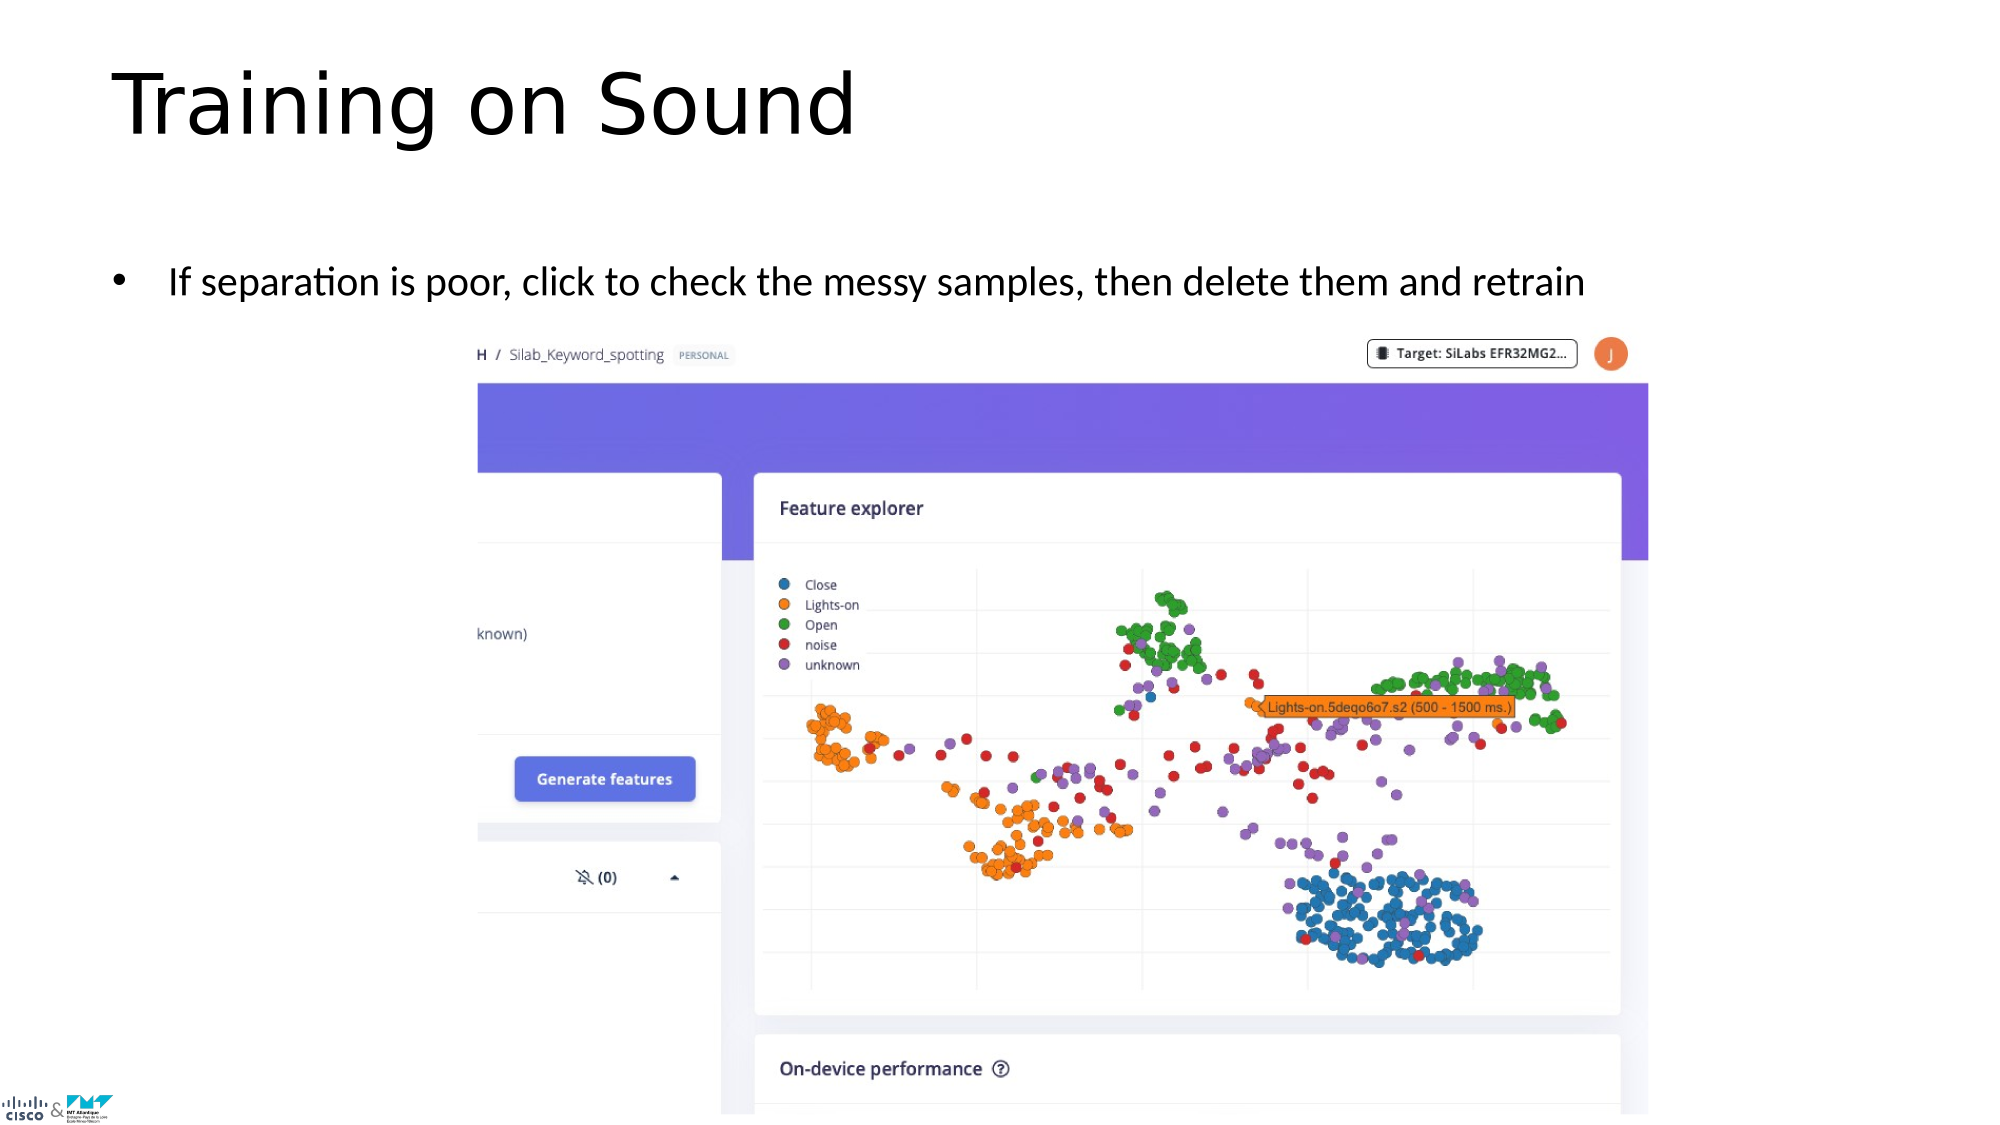 Training on Sound
• If separation is poor, click to check the messy samples, then delete them and retrain
H / Silab_Keyword_spotting PERSONAL
Target: SiLabs EFR32MG2... J
Feature explorer
Close
Lights-on
Open
noise
unknown
known)
Lights-on.5deqo6o7.s2 (500 - 1500 ms.)
Generate features
(0)
On-device performance ?
CISCO & IMT Atlantique